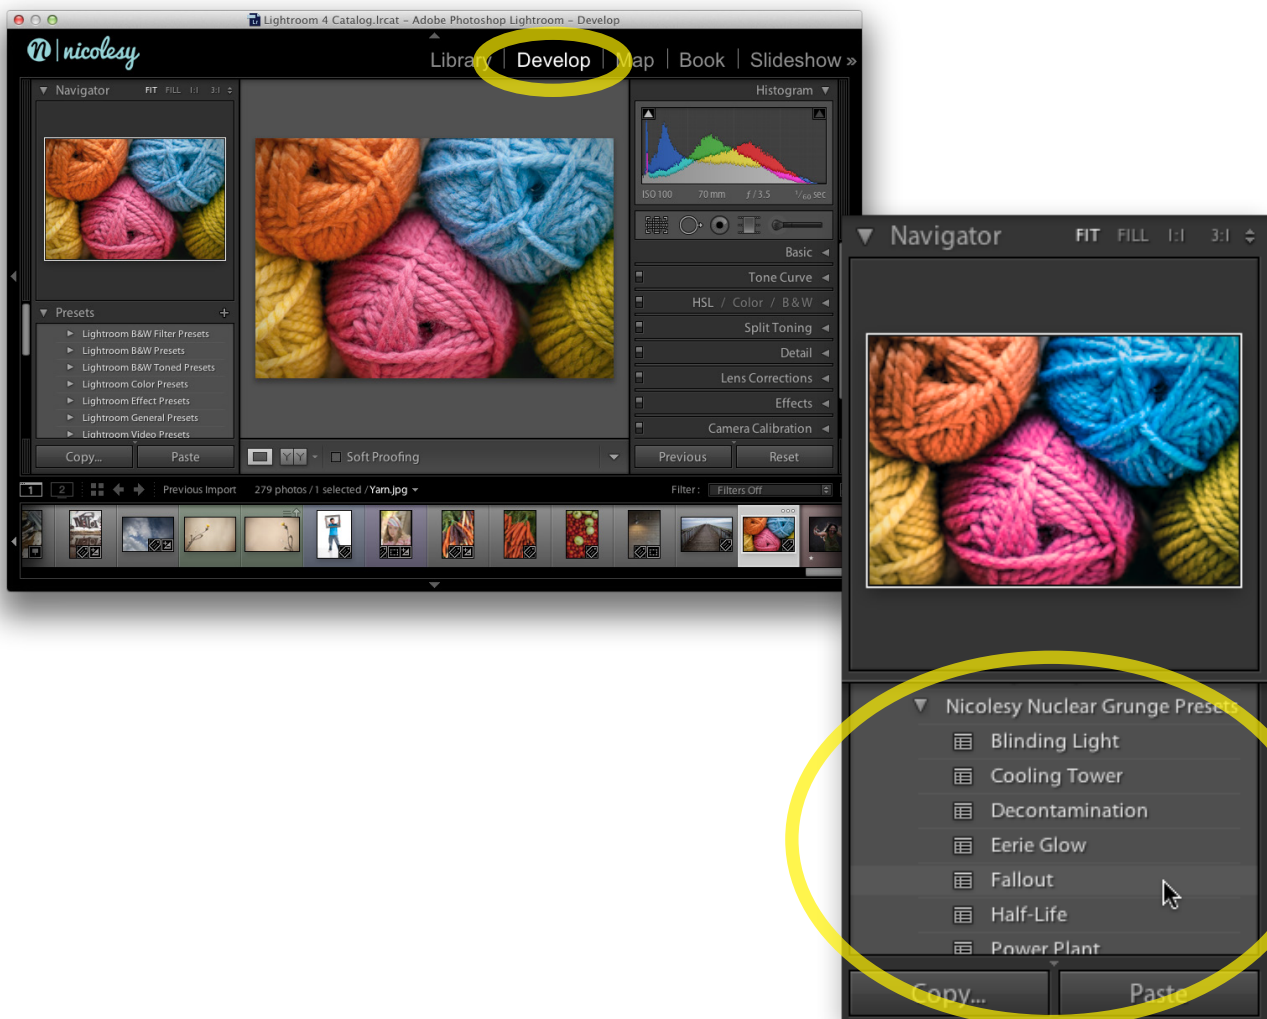 Lightroom 4 Catalog.lrcat – Adobe Photoshop Lightroom – Develop
n | nicolesy
Library | Develop | Map | Book | Slideshow »
Navigator FIT FILL 1:1 3:1
Histogram
ISO 100 70 mm f / 3.5 1/60 sec
Basic
Tone Curve
HSL / Color / B & W
Split Toning
Detail
Lens Corrections
Effects
Camera Calibration
Presets +
Lightroom B&W Filter Presets
Lightroom B&W Presets
Lightroom B&W Toned Presets
Lightroom Color Presets
Lightroom Effect Presets
Lightroom General Presets
Lightroom Video Presets
Copy... Paste
Y Y Soft Proofing
Previous Reset
1 2 Previous Import 279 photos / 1 selected / Yarn.jpg Filter : Filters Off
Navigator FIT FILL 1:1 3:1
Nicolesy Nuclear Grunge Presets
Blinding Light
Cooling Tower
Decontamination
Eerie Glow
Fallout
Half-Life
Power Plant
Copy... Paste